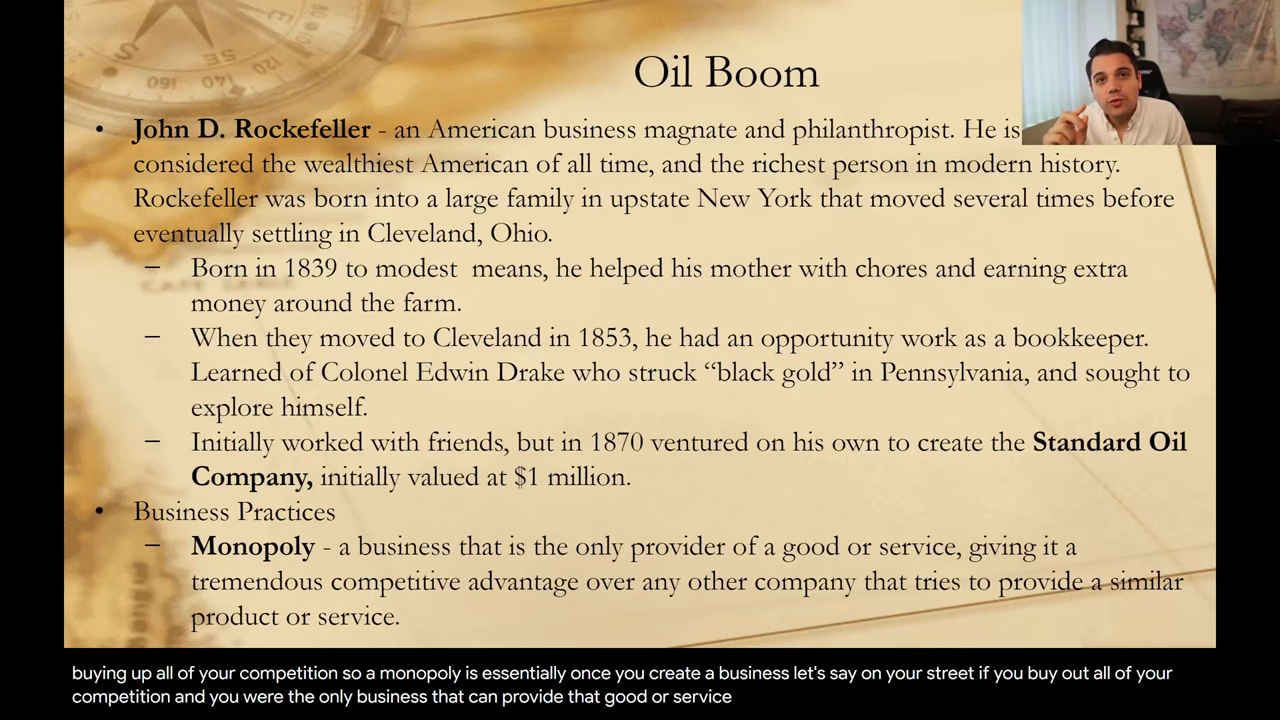 Oil Boom
• John D. Rockefeller - an American business magnate and philanthropist. He is
considered the wealthiest American of all time, and the richest person in modern history.
Rockefeller was born into a large family in upstate New York that moved several times before
eventually settling in Cleveland, Ohio.
– Born in 1839 to modest means, he helped his mother with chores and earning extra
money around the farm.
– When they moved to Cleveland in 1853, he had an opportunity work as a bookkeeper.
Learned of Colonel Edwin Drake who struck “black gold” in Pennsylvania, and sought to
explore himself.
– Initially worked with friends, but in 1870 ventured on his own to create the Standard Oil
Company, initially valued at $1 million.
• Business Practices
– Monopoly - a business that is the only provider of a good or service, giving it a
tremendous competitive advantage over any other company that tries to provide a similar
product or service.
buying up all of your competition so a monopoly is essentially once you create a business let's say on your street if you buy out all of your
competition and you were the only business that can provide that good or service
S
SE
160
140
120